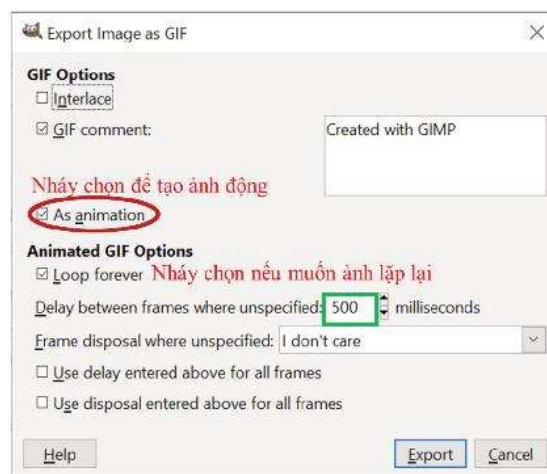 Export Image as GIF
GIF Options
Interlace
GIF comment:
Created with GIMP
Nháy chọn để tạo ảnh động
As animation
Animated GIF Options
Loop forever Nháy chọn nếu muốn ảnh lặp lại
Delay between frames where unspecified: 500 milliseconds
Frame disposal where unspecified: I don't care
Use delay entered above for all frames
Use disposal entered above for all frames
Help Export Cancel